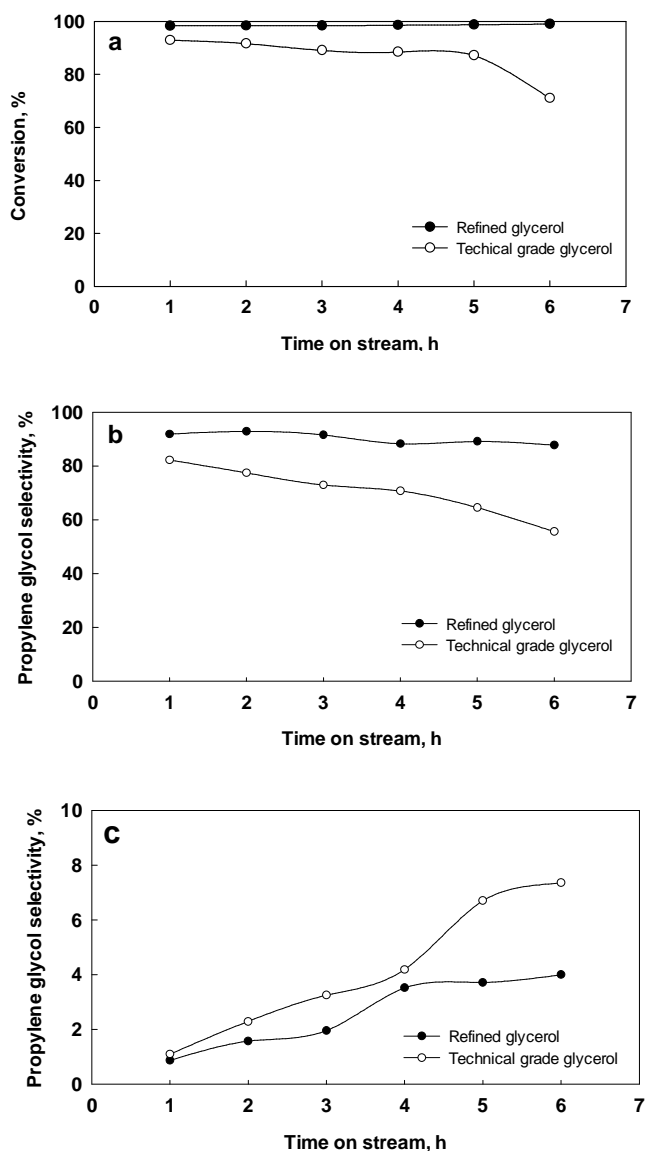 a
100
80
60
40
20
0
Conversion, %
Refined glycerol
Techical grade glycerol
0 1 2 3 4 5 6 7
Time on stream, h
b
100
80
60
40
20
0
Propylene glycol selectivity, %
Refined glycerol
Technical grade glycerol
0 1 2 3 4 5 6 7
Time on stream, h
c
10
8
6
4
2
0
Propylene glycol selectivity, %
Refined glycerol
Technical grade glycerol
0 1 2 3 4 5 6 7
Time on stream, h